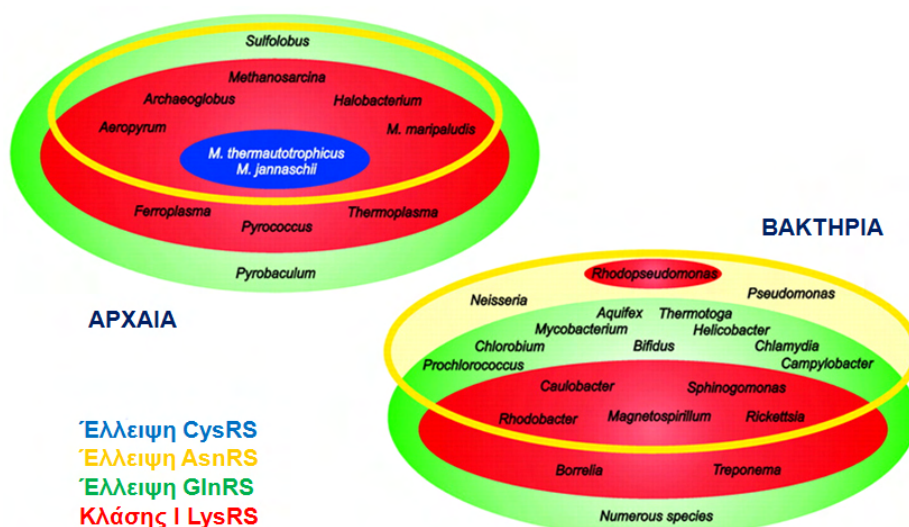 Sulfolobus
Methanosarcina
Archaeoglobus
Halobacterium
Aeropyrum
M. maripaludis
M. thermautotrophicus
M. jannaschii
Ferroplasma
Thermoplasma
Pyrococcus
Pyrobaculum
ΑΡΧΑΙΑ
ΒΑΚΤΗΡΙΑ
Rhodopseudomonas
Neisseria
Pseudomonas
Aquifex
Thermotoga
Mycobacterium
Helicobacter
Chlorobium
Bifidus
Chlamydia
Prochlorococcus
Campylobacter
Caulobacter
Sphinogomonas
Rhodobacter
Magnetospirillum
Rickettsia
Borrelia
Treponema
Numerous species
Έλλειψη CysRS
Έλλειψη AsnRS
Έλλειψη GlnRS
Κλάσης Ι LysRS